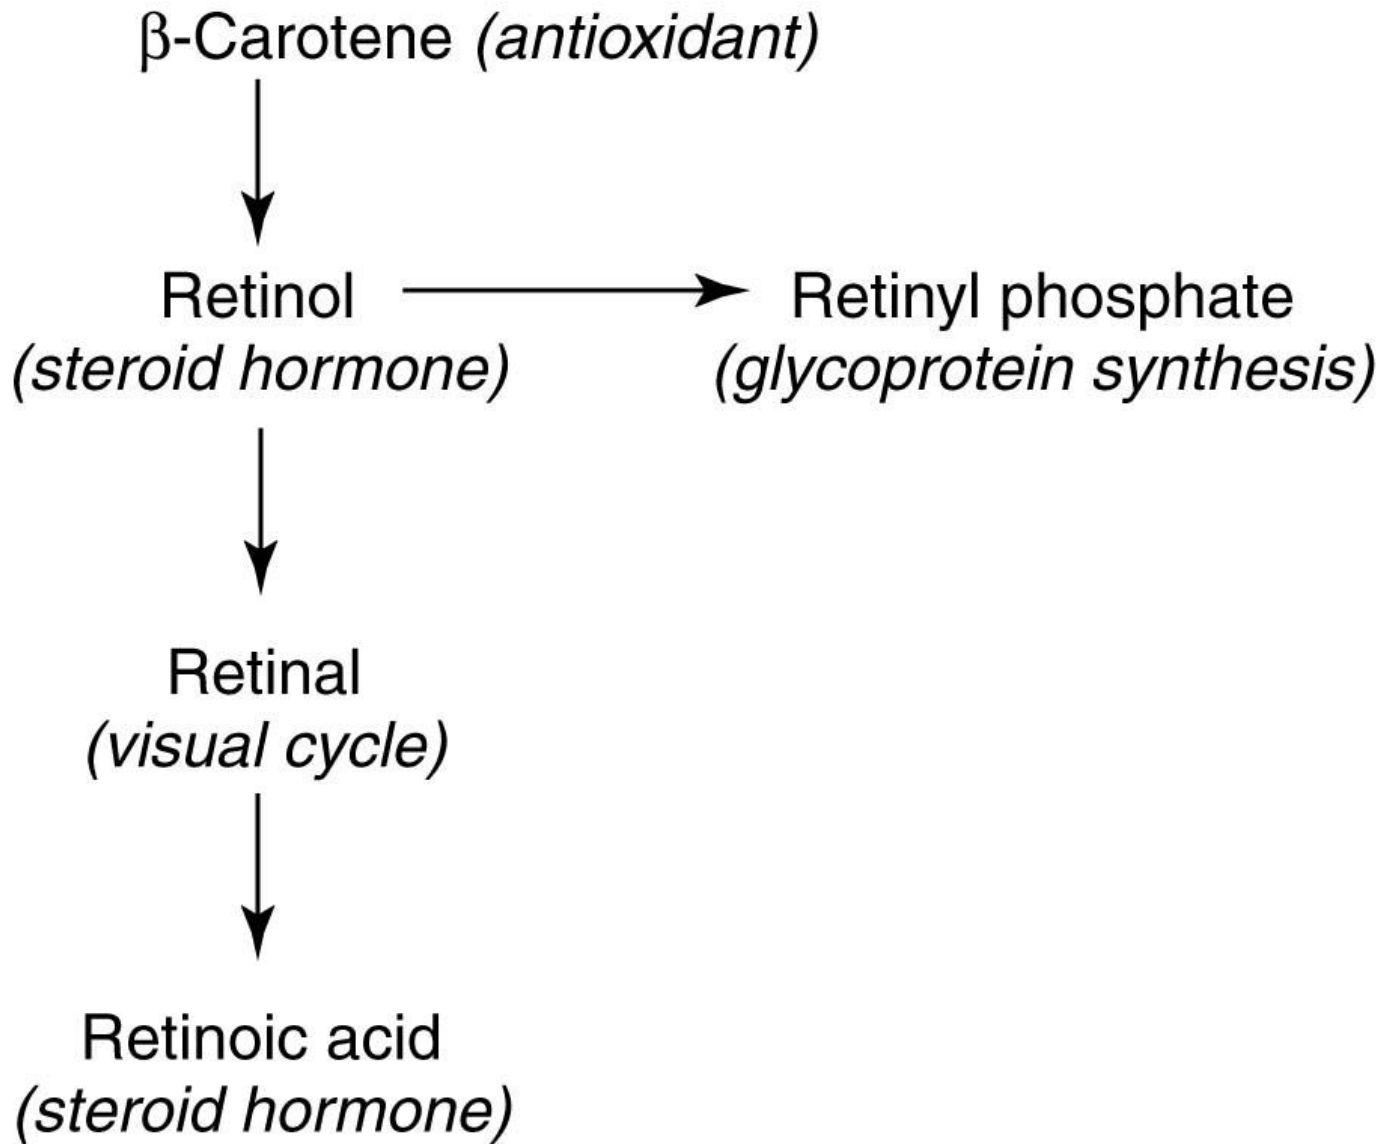 β-Carotene (antioxidant)
Retinol
(steroid hormone)
Retinyl phosphate
(glycoprotein synthesis)
Retinal
(visual cycle)
Retinoic acid
(steroid hormone)